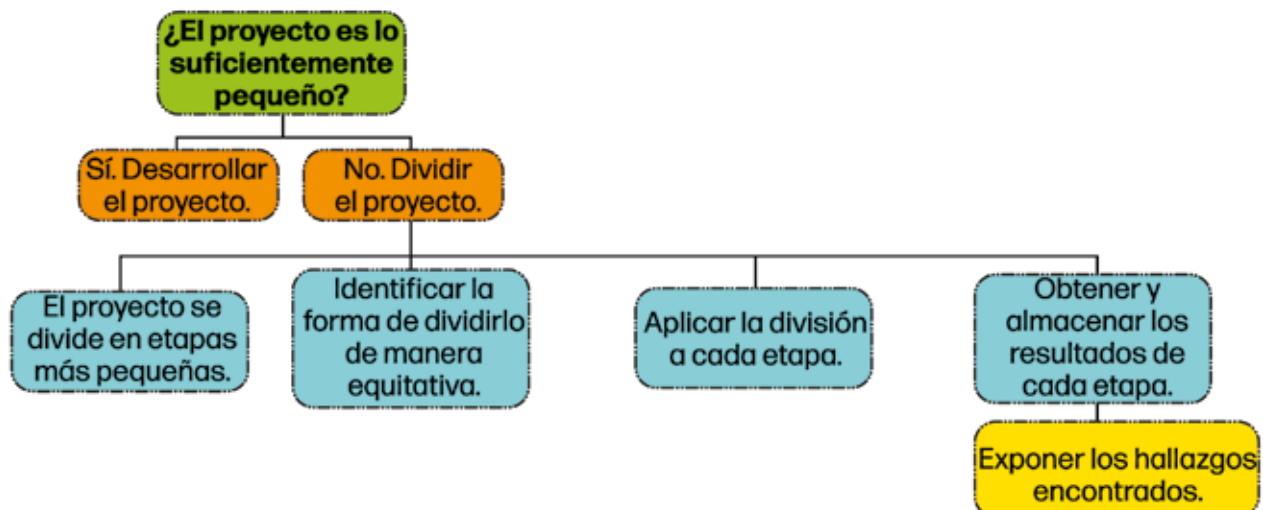 ¿El proyecto es lo
suficientemente
pequeño?
Sí. Desarrollar
el proyecto.
No. Dividir
el proyecto.
El proyecto se
divide en etapas
más pequeñas.
Identificar la
forma de dividirlo
de manera
equitativa.
Aplicar la división
a cada etapa.
Obtener y
almacenar los
resultados de
cada etapa.
Exponer los hallazgos
encontrados.